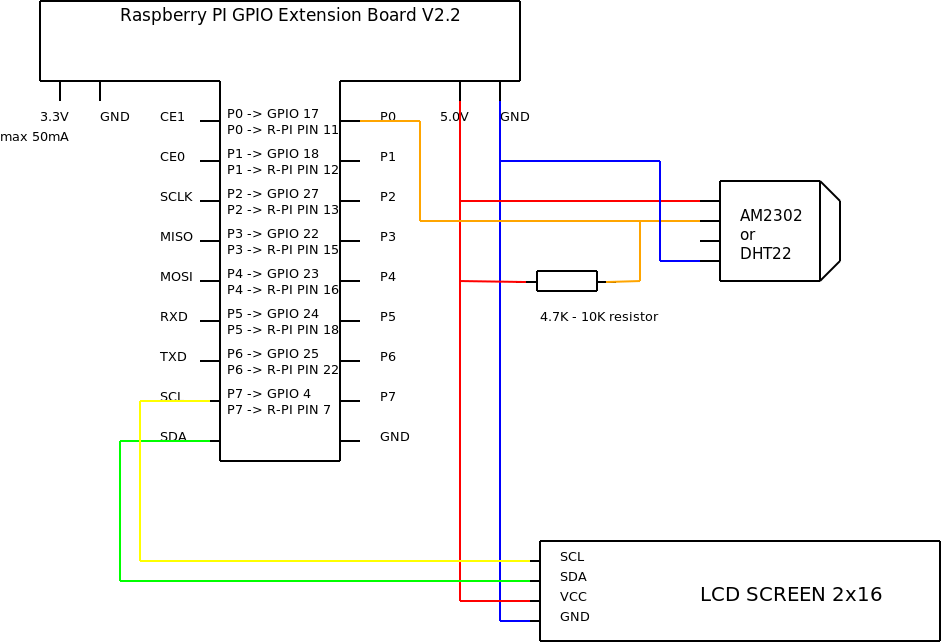 Raspberry PI GPIO Extension Board V2.2
3.3V
max 50mA
GND
5.0V
GND
CE1
P0 -> GPIO 17
P0 -> R-PI PIN 11
P0
CE0
P1 -> GPIO 18
P1 -> R-PI PIN 12
P1
SCLK
P2 -> GPIO 27
P2 -> R-PI PIN 13
P2
MISO
P3 -> GPIO 22
P3 -> R-PI PIN 15
P3
MOSI
P4 -> GPIO 23
P4 -> R-PI PIN 16
P4
RXD
P5 -> GPIO 24
P5 -> R-PI PIN 18
P5
TXD
P6 -> GPIO 25
P6 -> R-PI PIN 22
P6
SCL
P7 -> GPIO 4
P7 -> R-PI PIN 7
P7
SDA
GND
AM2302
or
DHT22
4.7K - 10K resistor
SCL
SDA
VCC
GND
LCD SCREEN 2x16